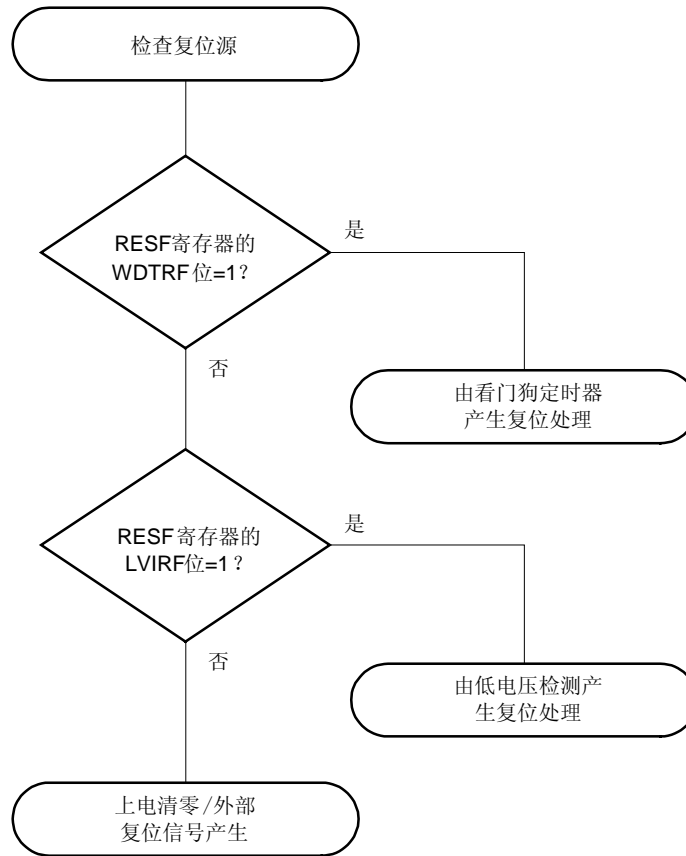 检查复位源
RESF寄存器的
WDTRF位=1?
是
否
由看门狗定时器
产生复位处理
RESF寄存器的
LVIRF位=1?
是
否
由低电压检测产
生复位处理
上电清零/外部
复位信号产生